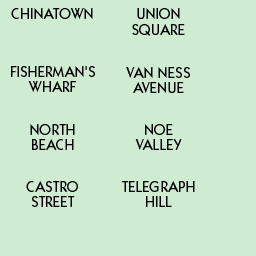 CHINATOWN
UNION
SQUARE
FISHERMAN'S
WHARF
VAN NESS
AVENUE
NORTH
BEACH
NOE
VALLEY
CASTRO
STREET
TELEGRAPH
HILL